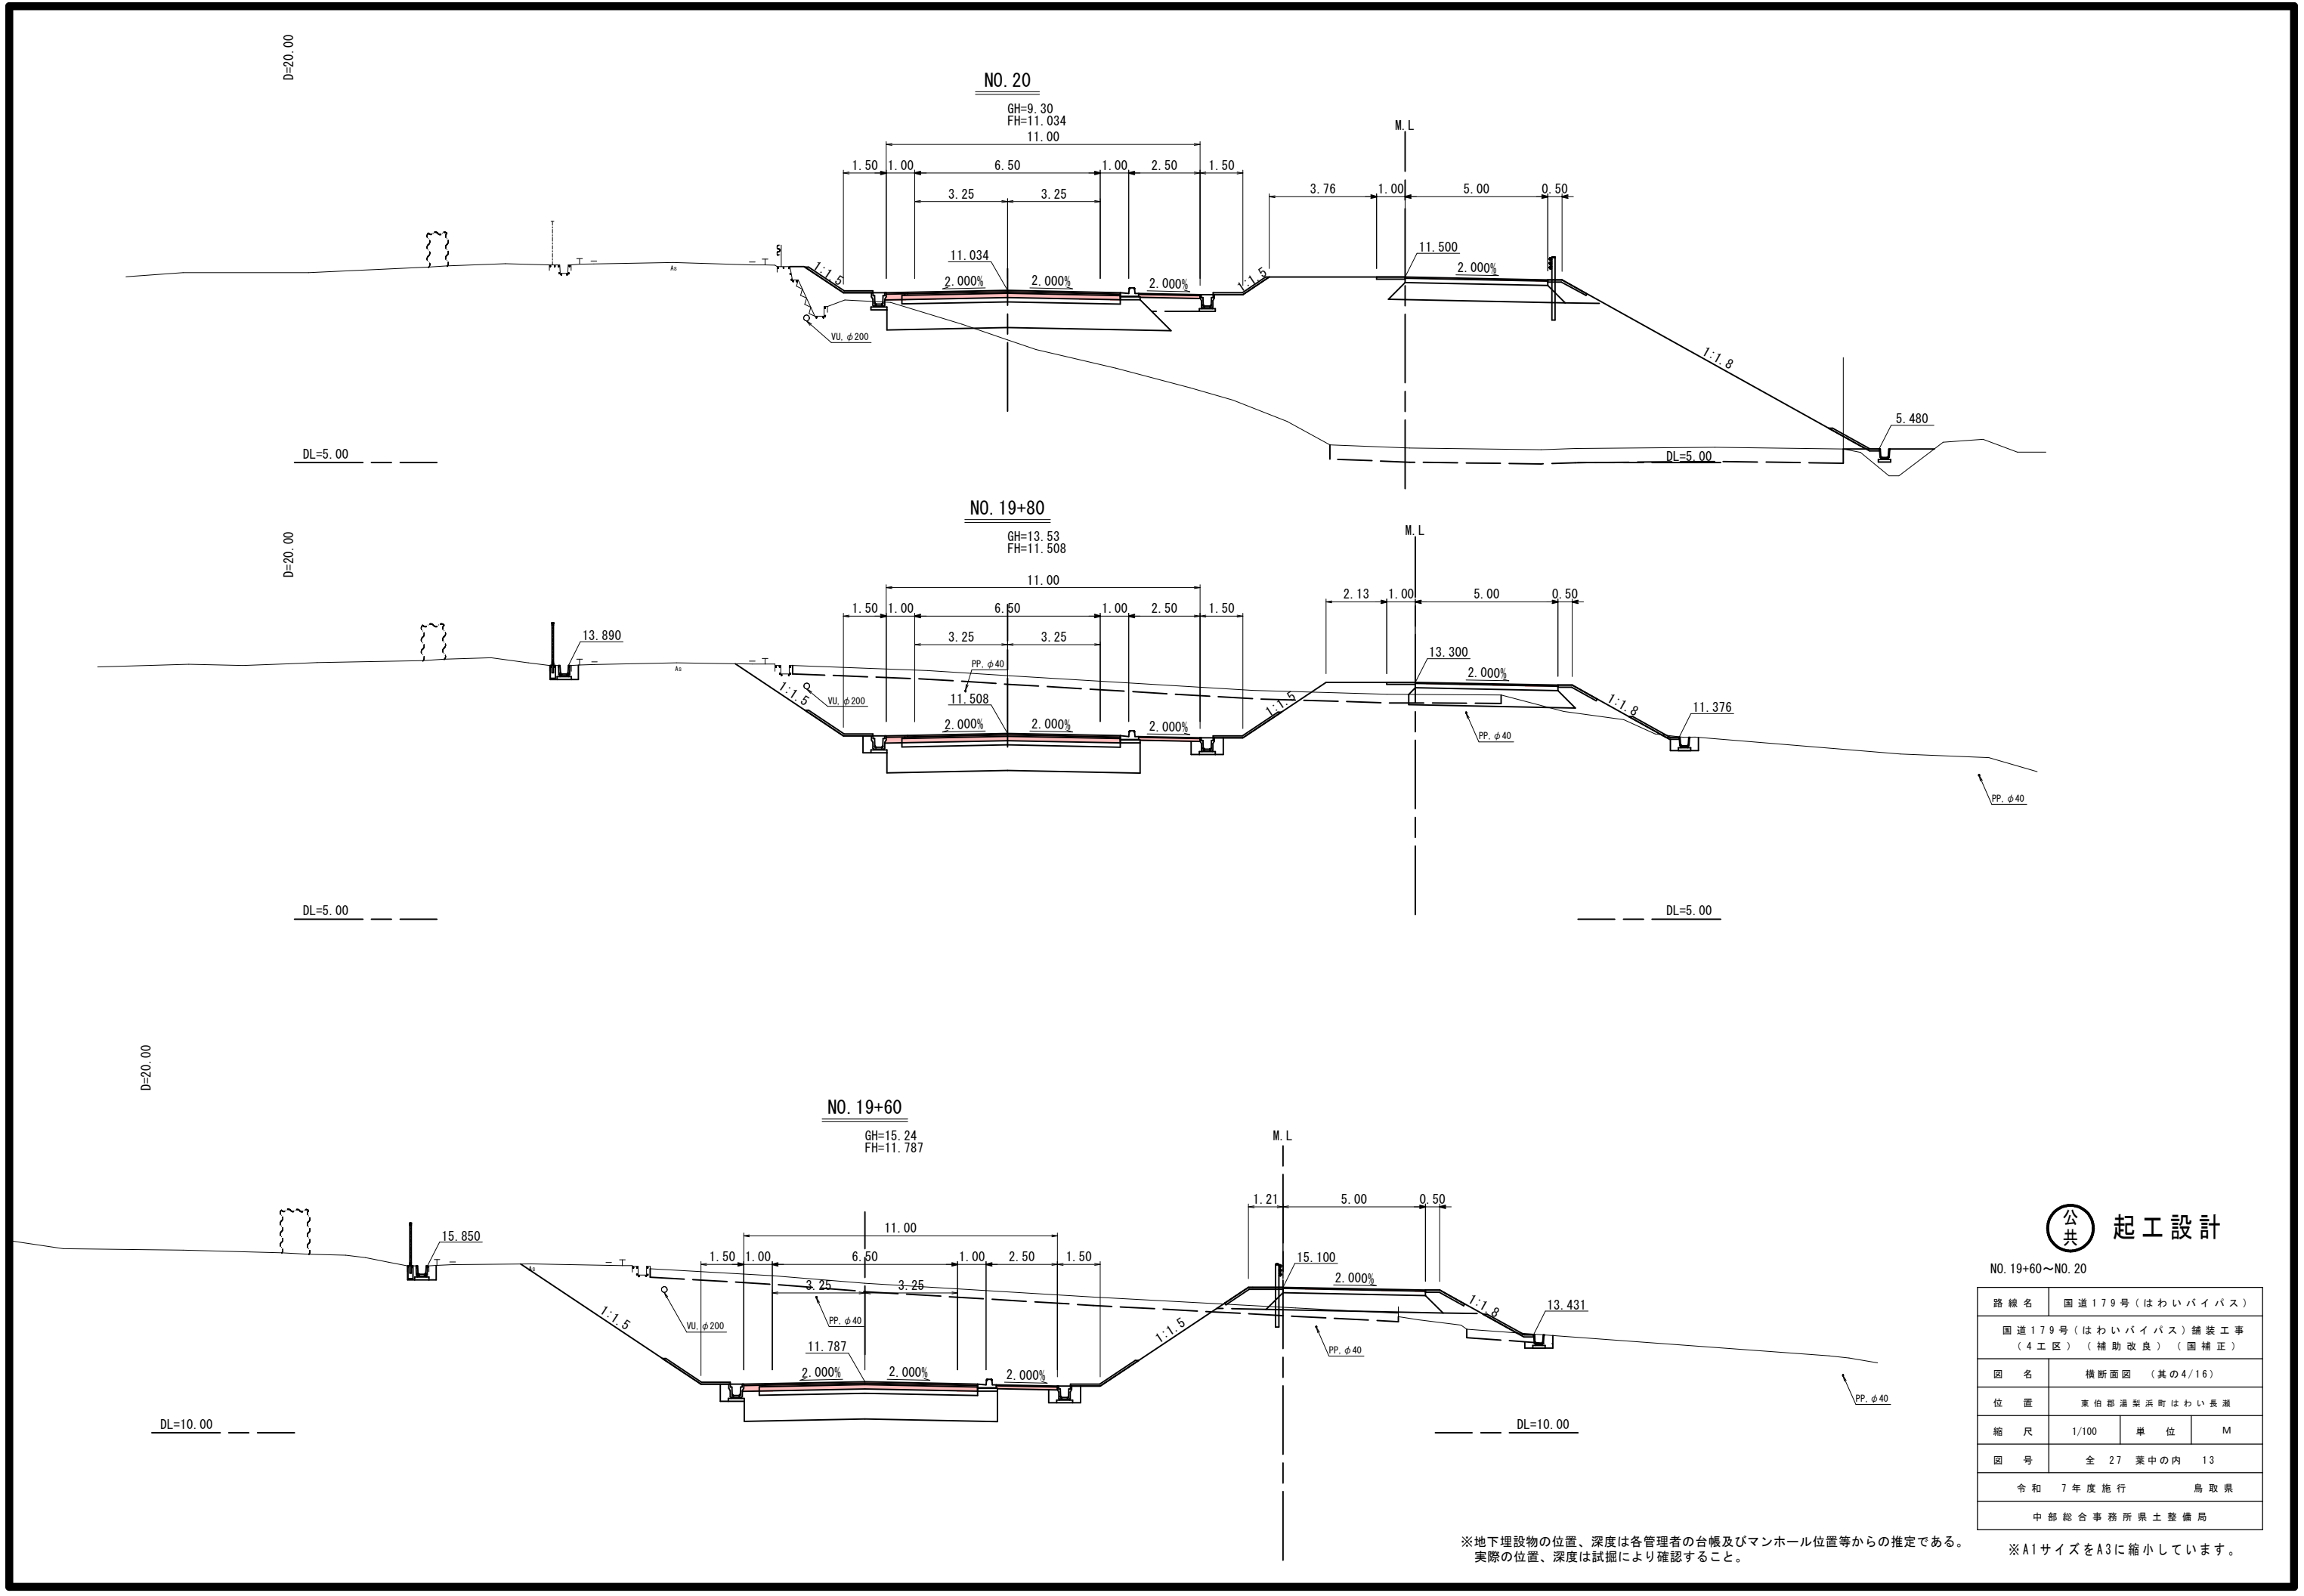 D=20.00
NO.20
GH=9.30
FH=11.034
11.00
1.50 1.00 6.50 1.00 2.50 1.50
3.25 3.25
M.L
3.76 1.00 5.00 0.50
11.034
11.500
1:1.5
2.000% 2.000% 2.000%
1:1.5
2.000%
VU,φ200
1:1.8
5.480
DL=5.00
DL=5.00
NO.19+80
D=20.00
GH=13.53
FH=11.508
M.L
11.00
1.50 1.00 6.50 1.00 2.50 1.50
2.13 1.00 5.00 0.50
3.25 3.25
13.890
As
PP,φ40
13.300
2.000%
1:1.5
VU,φ200
11.508
1:1.5
1:1.8
11.376
2.000% 2.000% 2.000%
PP,φ40
PP,φ40
DL=5.00
DL=5.00
D=20.00
NO.19+60
GH=15.24
FH=11.787
M.L
1.21 5.00 0.50
11.00
15.850
1.50 1.00 6.50 1.00 2.50 1.50
15.100
2.000%
3.25 3.25
1:1.5
VU,φ200
PP,φ40
1:1.5
1:1.8
13.431
PP,φ40
11.787
2.000% 2.000% 2.000%
PP,φ40
DL=10.00
DL=10.00
公共 起工設計
NO.19+60~NO.20
路線名 国道179号(はわいバイパス)
国道179号(はわいバイパス)舗装工事
(4工区)(補助改良)(国補正)
図名 横断面図 (其の4/16)
位置 東伯郡湯梨浜町はわい長瀬
縮尺 1/100 単位 M
図号 全 27 葉中の内 13
令和 7年度施行 鳥取県
中部総合事務所県土整備局
※地下埋設物の位置、深度は各管理者の台帳及びマンホール位置等からの推定である。
実際の位置、深度は試掘により確認すること。
※A1サイズをA3に縮小しています。